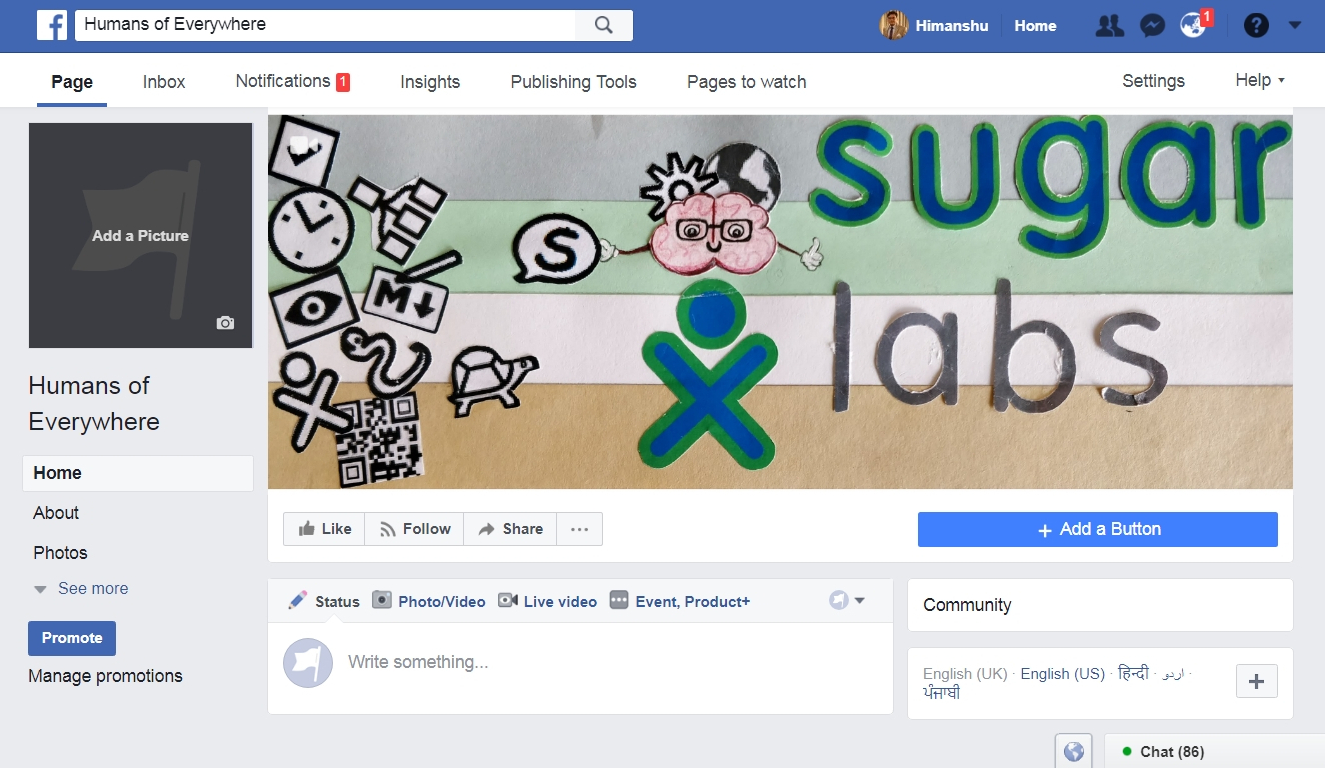 Humans of Everywhere
Himanshu
Home
1
?
Page
Inbox
Notifications 1
Insights
Publishing Tools
Pages to watch
Settings
Help
Add a Picture
sugar
S
M
labs
Humans of
Everywhere
Home
About
Photos
See more
Promote
Manage promotions
Like
Follow
Share
...
+ Add a Button
Status
Photo/Video
Live video
Event, Product+
Write something...
Community
English (UK) · English (US) · हिन्दी · اردو ·
ਪੰਜਾਬੀ
+
Chat (86)